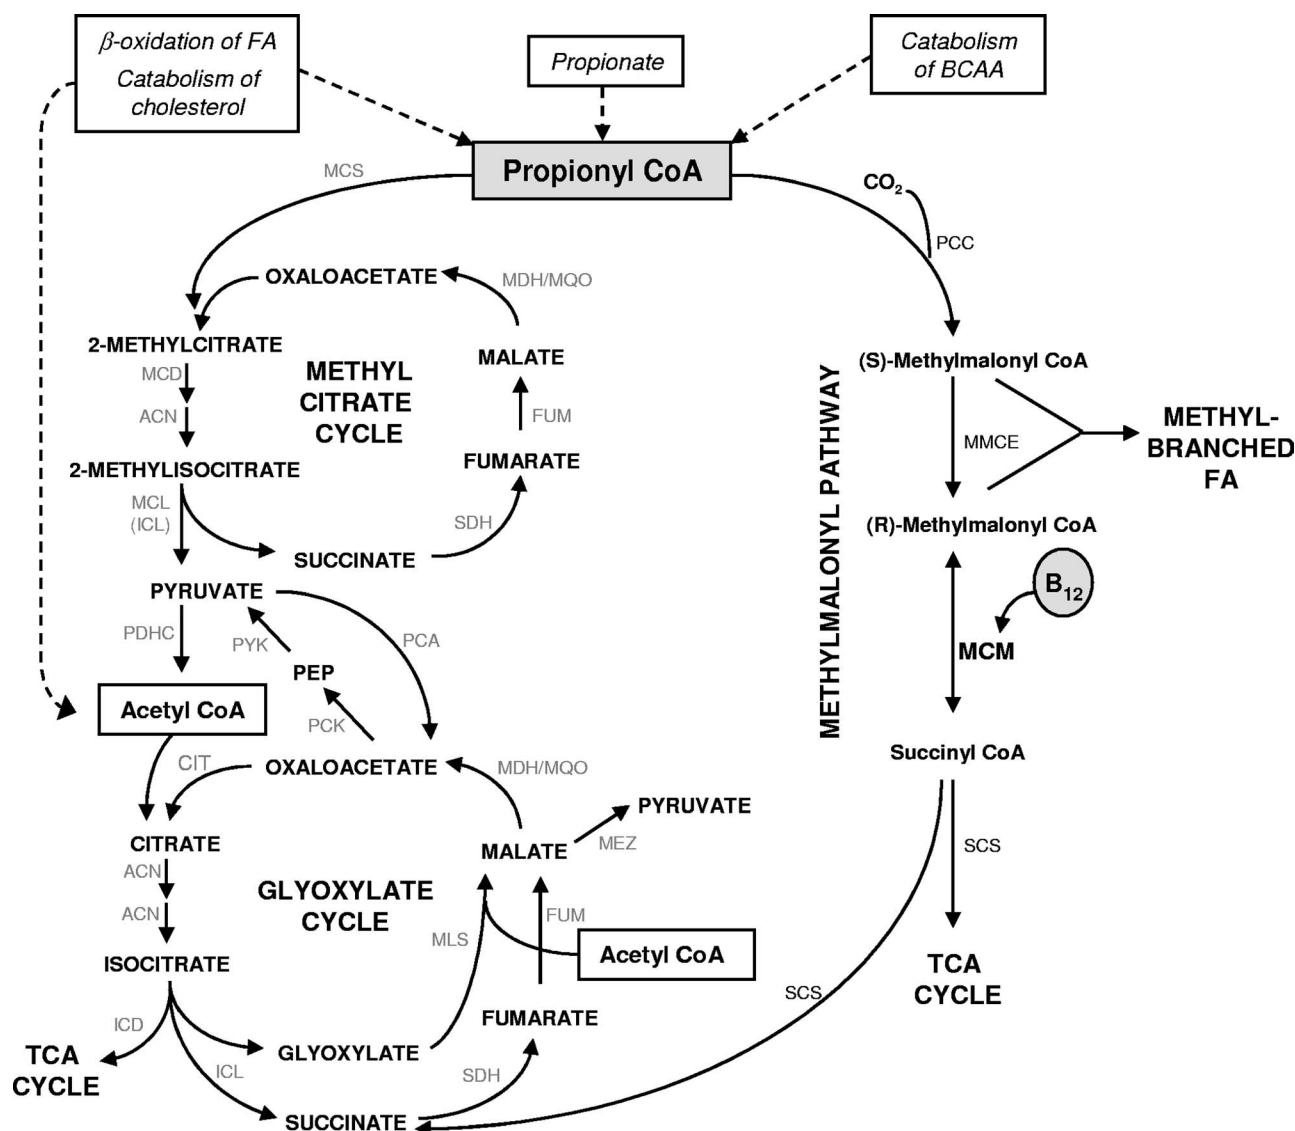 β-oxidation of FA
Catabolism of
cholesterol
Propionate
Catabolism
of BCAA
Propionyl CoA
MCS
CO₂
PCC
OXALOACETATE
MDH/MQO
2-METHYLCITRATE
MALATE
MCD
METHYL
CITRATE
CYCLE
ACN
FUM
2-METHYLISOCITRATE
FUMARATE
MCL
(ICL)
SDH
SUCCINATE
PYRUVATE
PDHC
PYK
PCA
PEP
Acetyl CoA
PCK
CIT
OXALOACETATE
MDH/MQO
PYRUVATE
CITRATE
MALATE
MEZ
ACN
GLYOXYLATE
CYCLE
ACN
FUM
MLS
Acetyl CoA
ISOCITRATE
FUMARATE
ICD
GLYOXYLATE
TCA
CYCLE
ICL
SDH
SUCCINATE
METHYLMALONYL PATHWAY
(S)-Methylmalonyl CoA
MMCE
METHYL-
BRANCHED
FA
(R)-Methylmalonyl CoA
B₁₂
MCM
Succinyl CoA
SCS
TCA
CYCLE
SCS